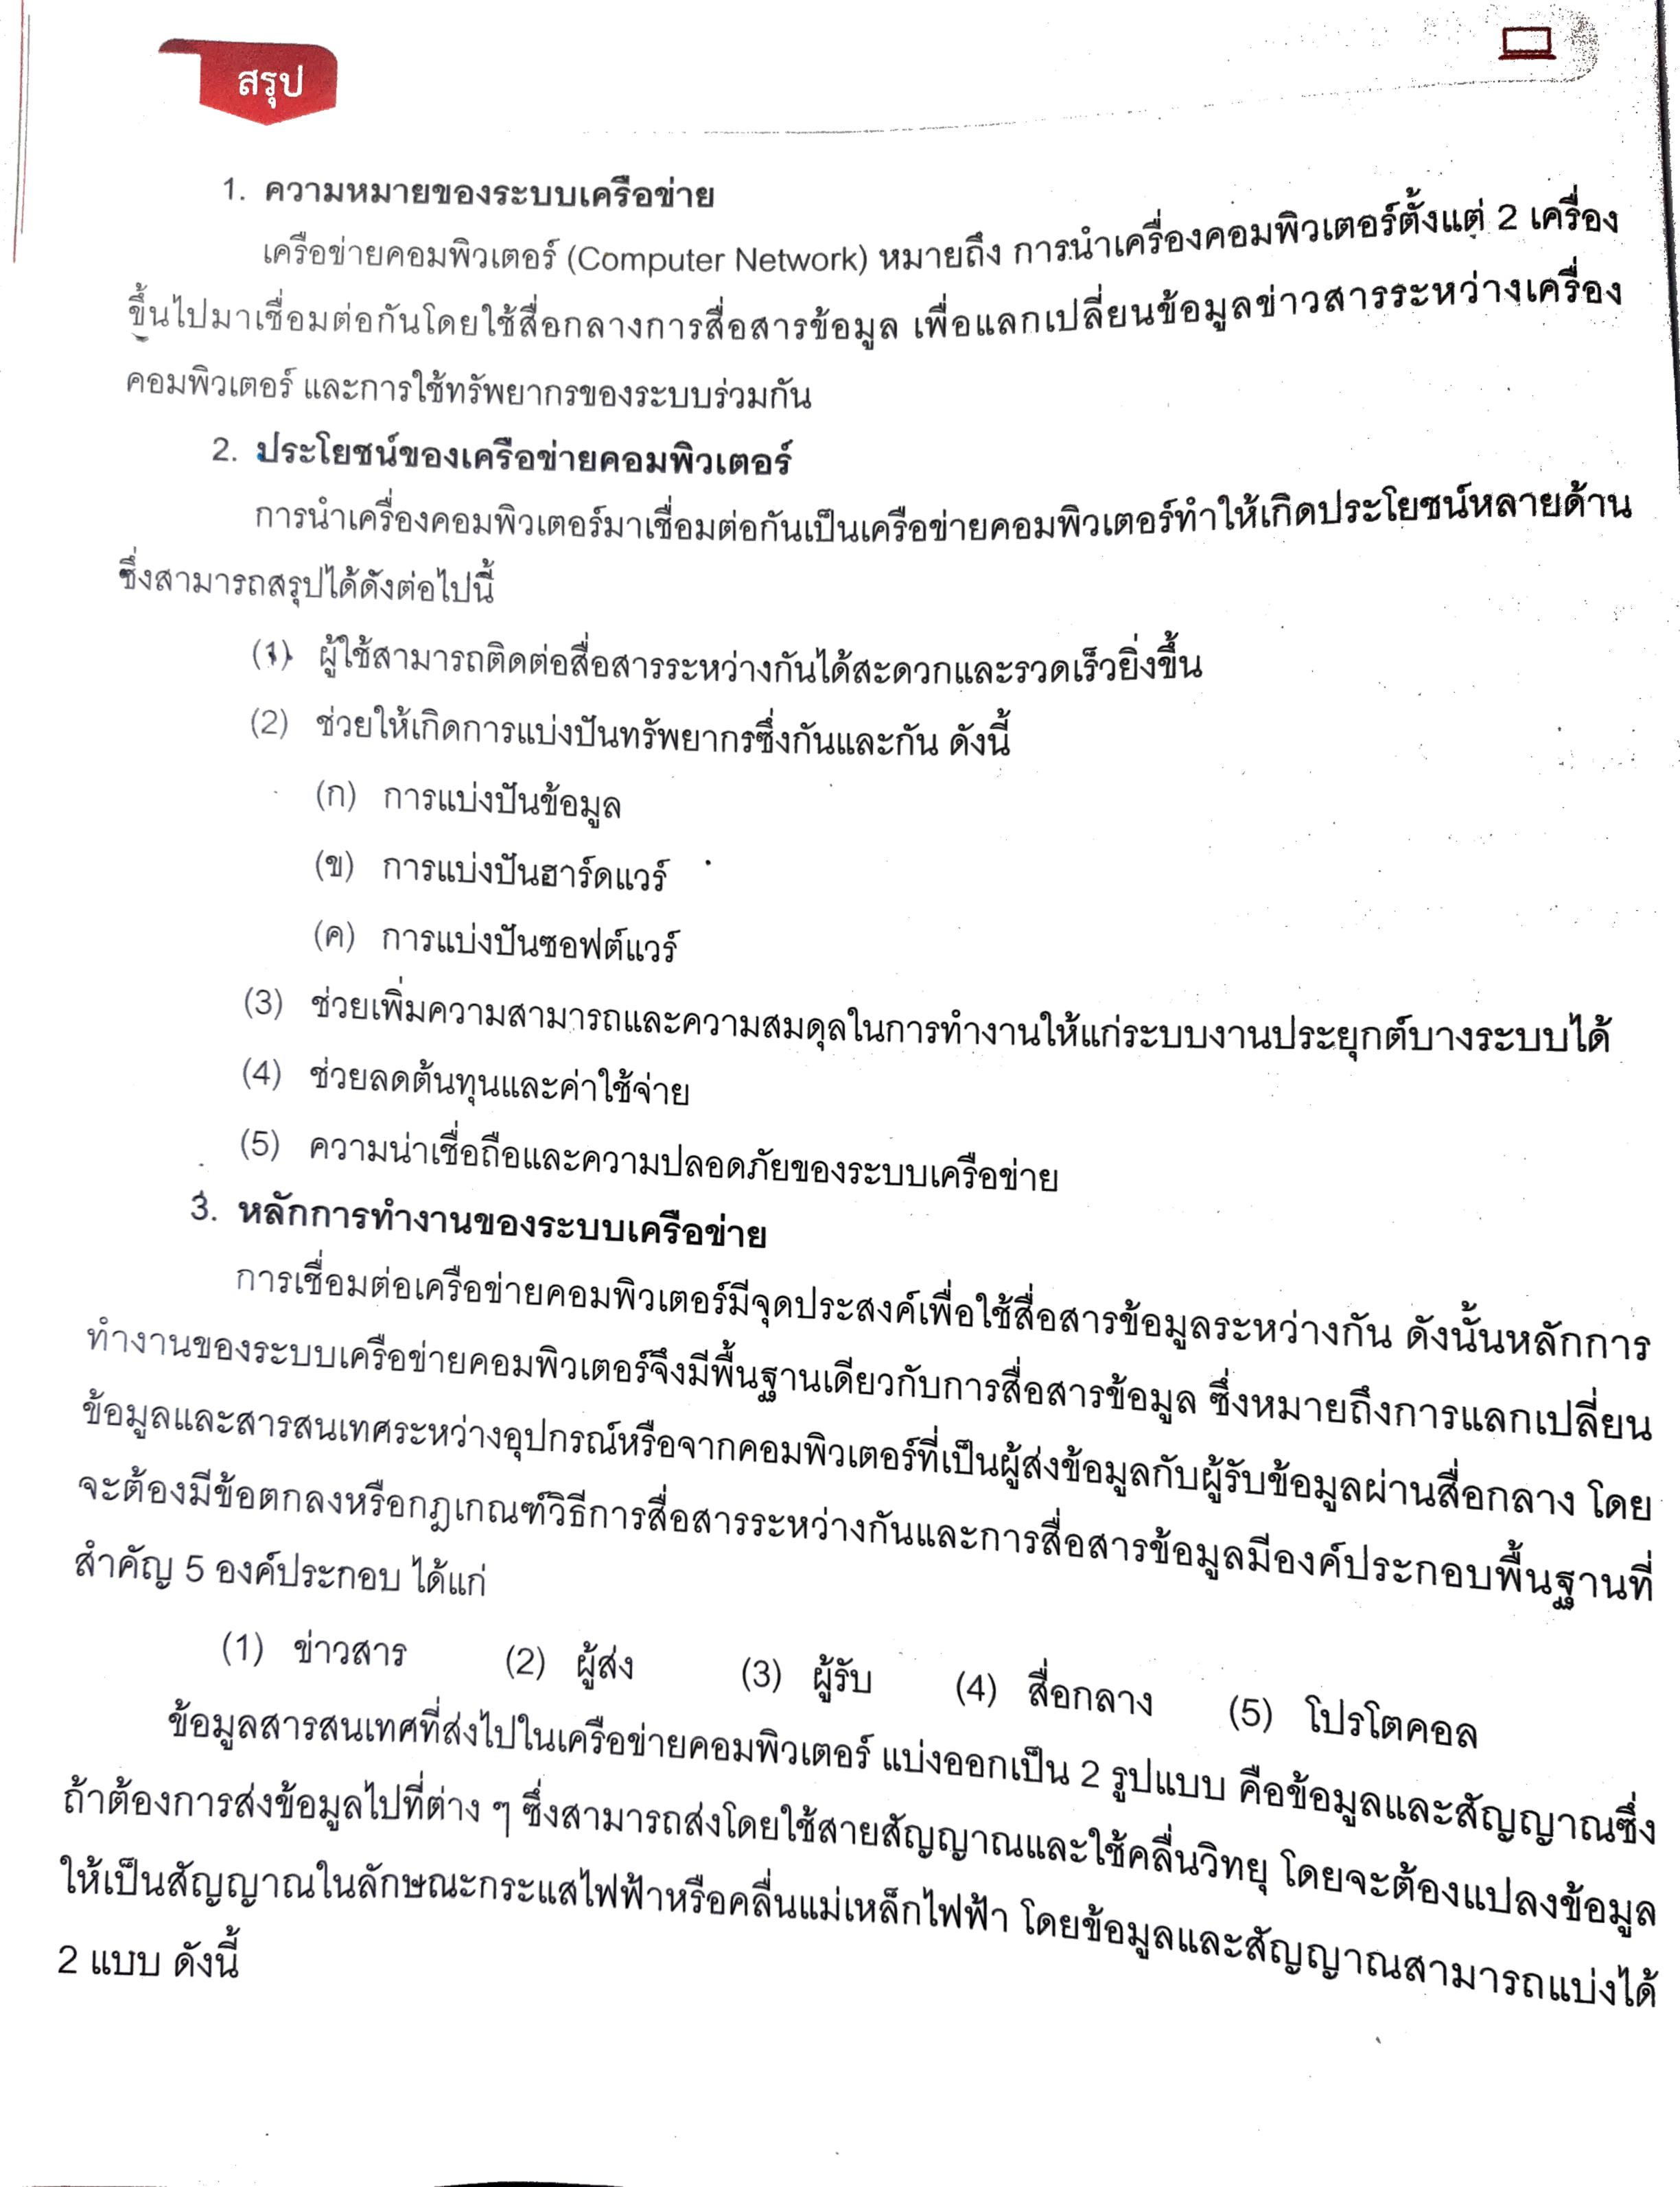 สรุป
1. ความหมายของระบบเครือข่าย
เครือข่ายคอมพิวเตอร์ (Computer Network) หมายถึง การนำเครื่องคอมพิวเตอร์ตั้งแต่ 2 เครื่อง
ขึ้นไปมาเชื่อมต่อกันโดยใช้สื่อกลางการสื่อสารข้อมูล เพื่อแลกเปลี่ยนข้อมูลข่าวสารระหว่างเครื่อง
คอมพิวเตอร์ และการใช้ทรัพยากรของระบบร่วมกัน
2. ประโยชน์ของเครือข่ายคอมพิวเตอร์
การนำเครื่องคอมพิวเตอร์มาเชื่อมต่อกันเป็นเครือข่ายคอมพิวเตอร์ทำให้เกิดประโยชน์หลายด้าน
ซึ่งสามารถสรุปได้ดังต่อไปนี้
(1) ผู้ใช้สามารถติดต่อสื่อสารระหว่างกันได้สะดวกและรวดเร็วยิ่งขึ้น
(2) ช่วยให้เกิดการแบ่งปันทรัพยากรซึ่งกันและกัน ดังนี้
(ก) การแบ่งปันข้อมูล
(ข) การแบ่งปันฮาร์ดแวร์
(ค) การแบ่งปันซอฟต์แวร์
(3) ช่วยเพิ่มความสามารถและความสมดุลในการทำงานให้แก่ระบบงานประยุกต์บางระบบได้
(4) ช่วยลดต้นทุนและค่าใช้จ่าย
(5) ความน่าเชื่อถือและความปลอดภัยของระบบเครือข่าย
3. หลักการทำงานของระบบเครือข่าย
การเชื่อมต่อเครือข่ายคอมพิวเตอร์มีจุดประสงค์เพื่อใช้สื่อสารข้อมูลระหว่างกัน ดังนั้นหลักการ
ทำงานของระบบเครือข่ายคอมพิวเตอร์จึงมีพื้นฐานเดียวกับการสื่อสารข้อมูล ซึ่งหมายถึงการแลกเปลี่ยน
ข้อมูลและสารสนเทศระหว่างอุปกรณ์หรือจากคอมพิวเตอร์ที่เป็นผู้ส่งข้อมูลกับผู้รับข้อมูลผ่านสื่อกลาง โดย
จะต้องมีข้อตกลงหรือกฎเกณฑ์วิธีการสื่อสารระหว่างกันและการสื่อสารข้อมูลมีองค์ประกอบพื้นฐานที่
สำคัญ 5 องค์ประกอบ ได้แก่
(1) ข่าวสาร (2) ผู้ส่ง (3) ผู้รับ (4) สื่อกลาง (5) โปรโตคอล
ข้อมูลสารสนเทศที่ส่งไปในเครือข่ายคอมพิวเตอร์ แบ่งออกเป็น 2 รูปแบบ คือข้อมูลและสัญญาณซึ่ง
ถ้าต้องการส่งข้อมูลไปที่ต่าง ๆ ซึ่งสามารถส่งโดยใช้สายสัญญาณและใช้คลื่นวิทยุ โดยจะต้องแปลงข้อมูล
ให้เป็นสัญญาณในลักษณะกระแสไฟฟ้าหรือคลื่นแม่เหล็กไฟฟ้า โดยข้อมูลและสัญญาณสามารถแบ่งได้
2 แบบ ดังนี้